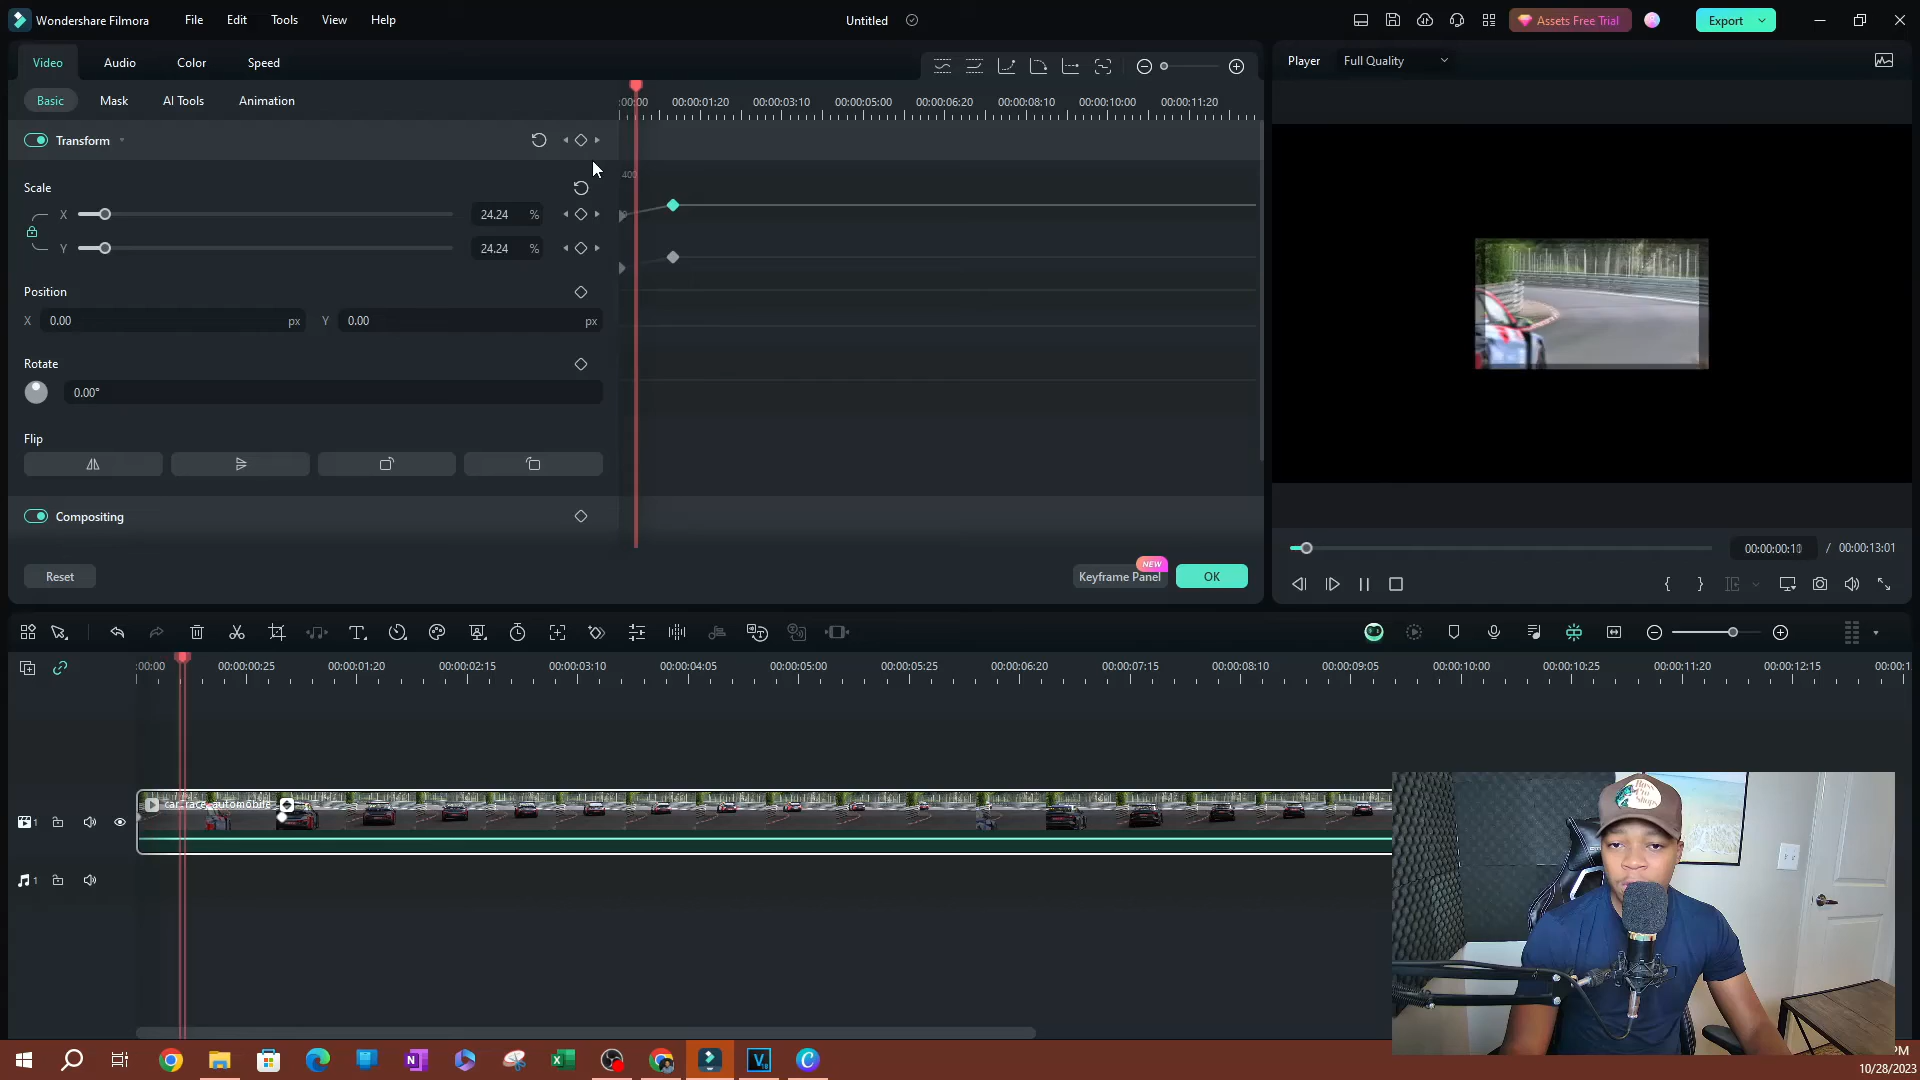 Wondershare Filmora File Edit Tools View Help Untitled Assets Free Trial Export
Video Audio Color Speed
Player Full Quality
Basic Mask AI Tools Animation
:00:00 00:00:01:20 00:00:03:10 00:00:05:00 00:00:06:20 00:00:08:10 00:00:10:00 00:00:11:20
Transform
400
Scale
X 24.24 %
Y 24.24 %
Position
X 0.00 px Y 0.00 px
Rotate
0.00°
Flip
Compositing
00:00:00:10 / 00:00:13:01
NEW
Reset Keyframe Panel OK
:00:00 00:00:00:25 00:00:01:20 00:00:02:15 00:00:03:10 00:00:04:05 00:00:05:00 00:00:05:25 00:00:06:20 00:00:07:15 00:00:08:10 00:00:09:05 00:00:10:00 00:00:10:25 00:00:11:20 00:00:12:15 00:00:1
car_race_automobile
1
1
PM
10/28/2023